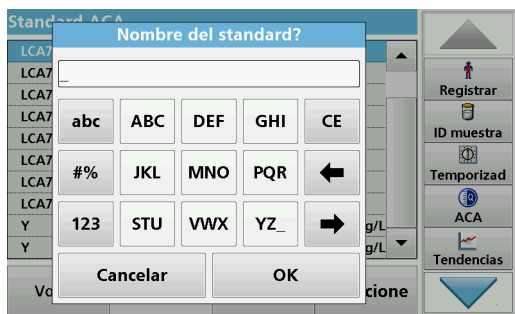 Standard ACA
Nombre del standard?
LCA7
LCA7
LCA7
LCA7
LCA7
LCA7
LCA7
LCA7
Y g/L
Y g/L
_
abc ABC DEF GHI CE
#% JKL MNO PQR
123 STU VWX YZ_
Cancelar OK
Vo cione
Registrar
ID muestra
Temporizad
ACA
Tendencias